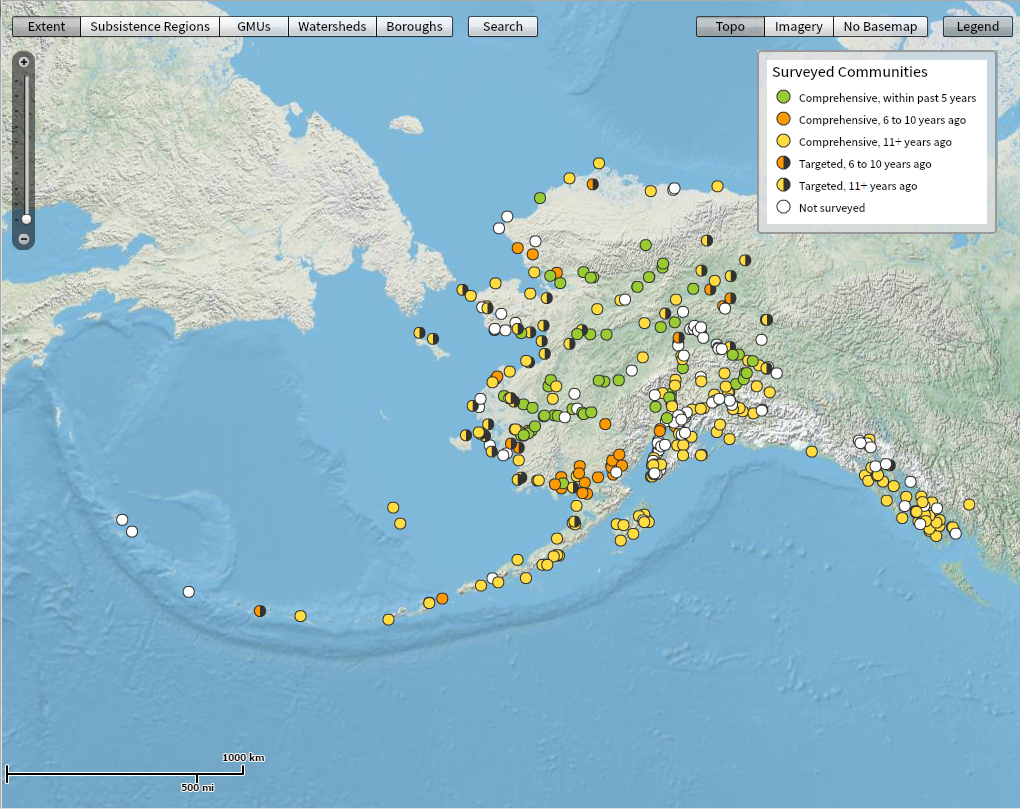 Extent Subsistence Regions GMUs Watersheds Boroughs Search Topo Imagery No Basemap Legend
Surveyed Communities
Comprehensive, within past 5 years
Comprehensive, 6 to 10 years ago
Comprehensive, 11+ years ago
Targeted, 6 to 10 years ago
Targeted, 11+ years ago
Not surveyed
1000 km
500 mi